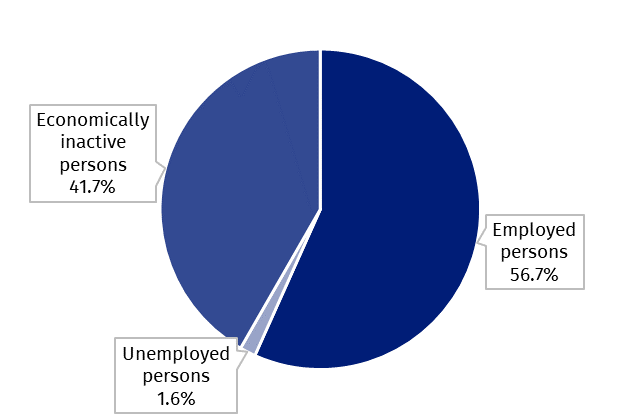 Economically
inactive
persons
41.7%
Employed
persons
56.7%
Unemployed
persons
1.6%